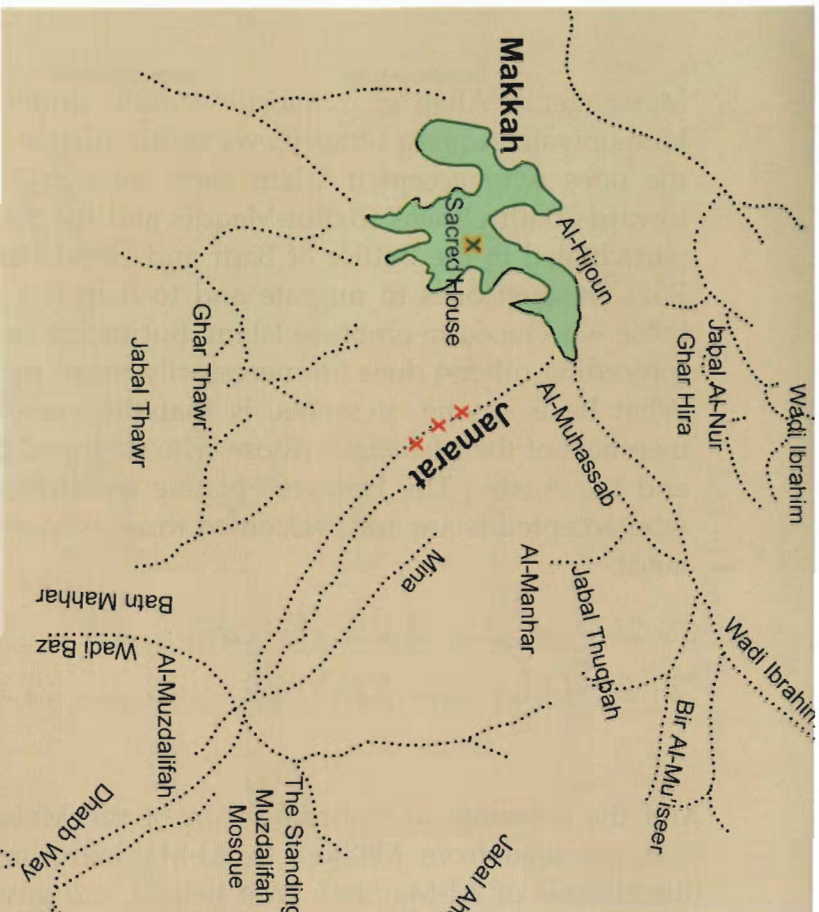 Makkah
Sacred House
Al-Hijoun
Jabal Al-Nur
Ghar Hira
Wadi Ibrahim
Al-Muhassab
Jamarat
Ghar Thawr
Jabal Thawr
Mina
Al-Manhar
Jabal Thuqbah
Wadi Ibrahim
Bir Al-Mu'iseer
Batn Mahhar
Wadi Baz
Al-Muzdalifah
Dhabb Way
The Standing
Muzdalifah
Mosque
Jabal